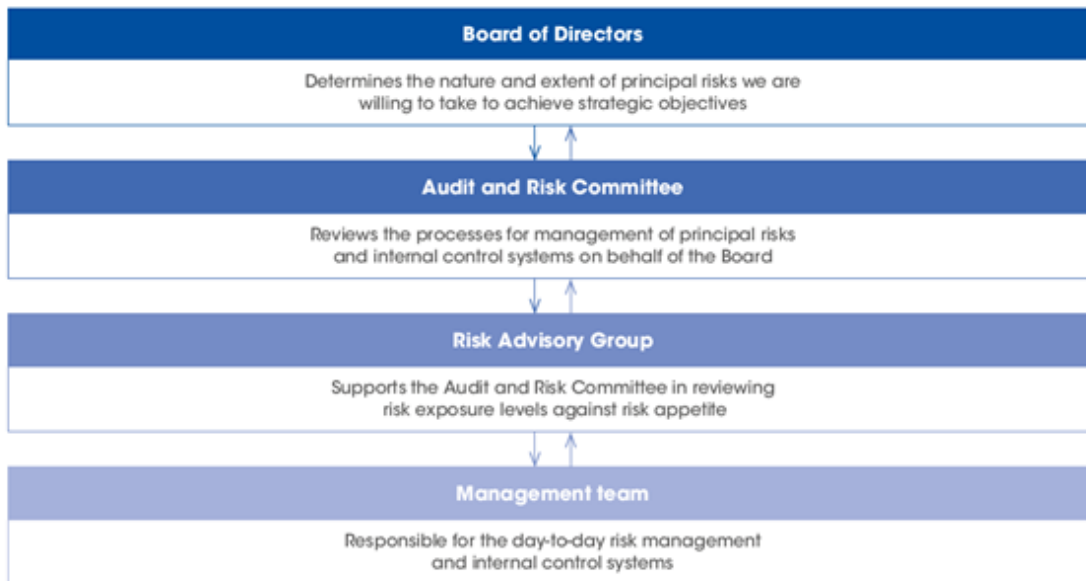 Board of Directors
Determines the nature and extent of principal risks we are
willing to take to achieve strategic objectives
Audit and Risk Committee
Reviews the processes for management of principal risks
and internal control systems on behalf of the Board
Risk Advisory Group
Supports the Audit and Risk Committee in reviewing
risk exposure levels against risk appetite
Management team
Responsible for the day-to-day risk management
and internal control systems